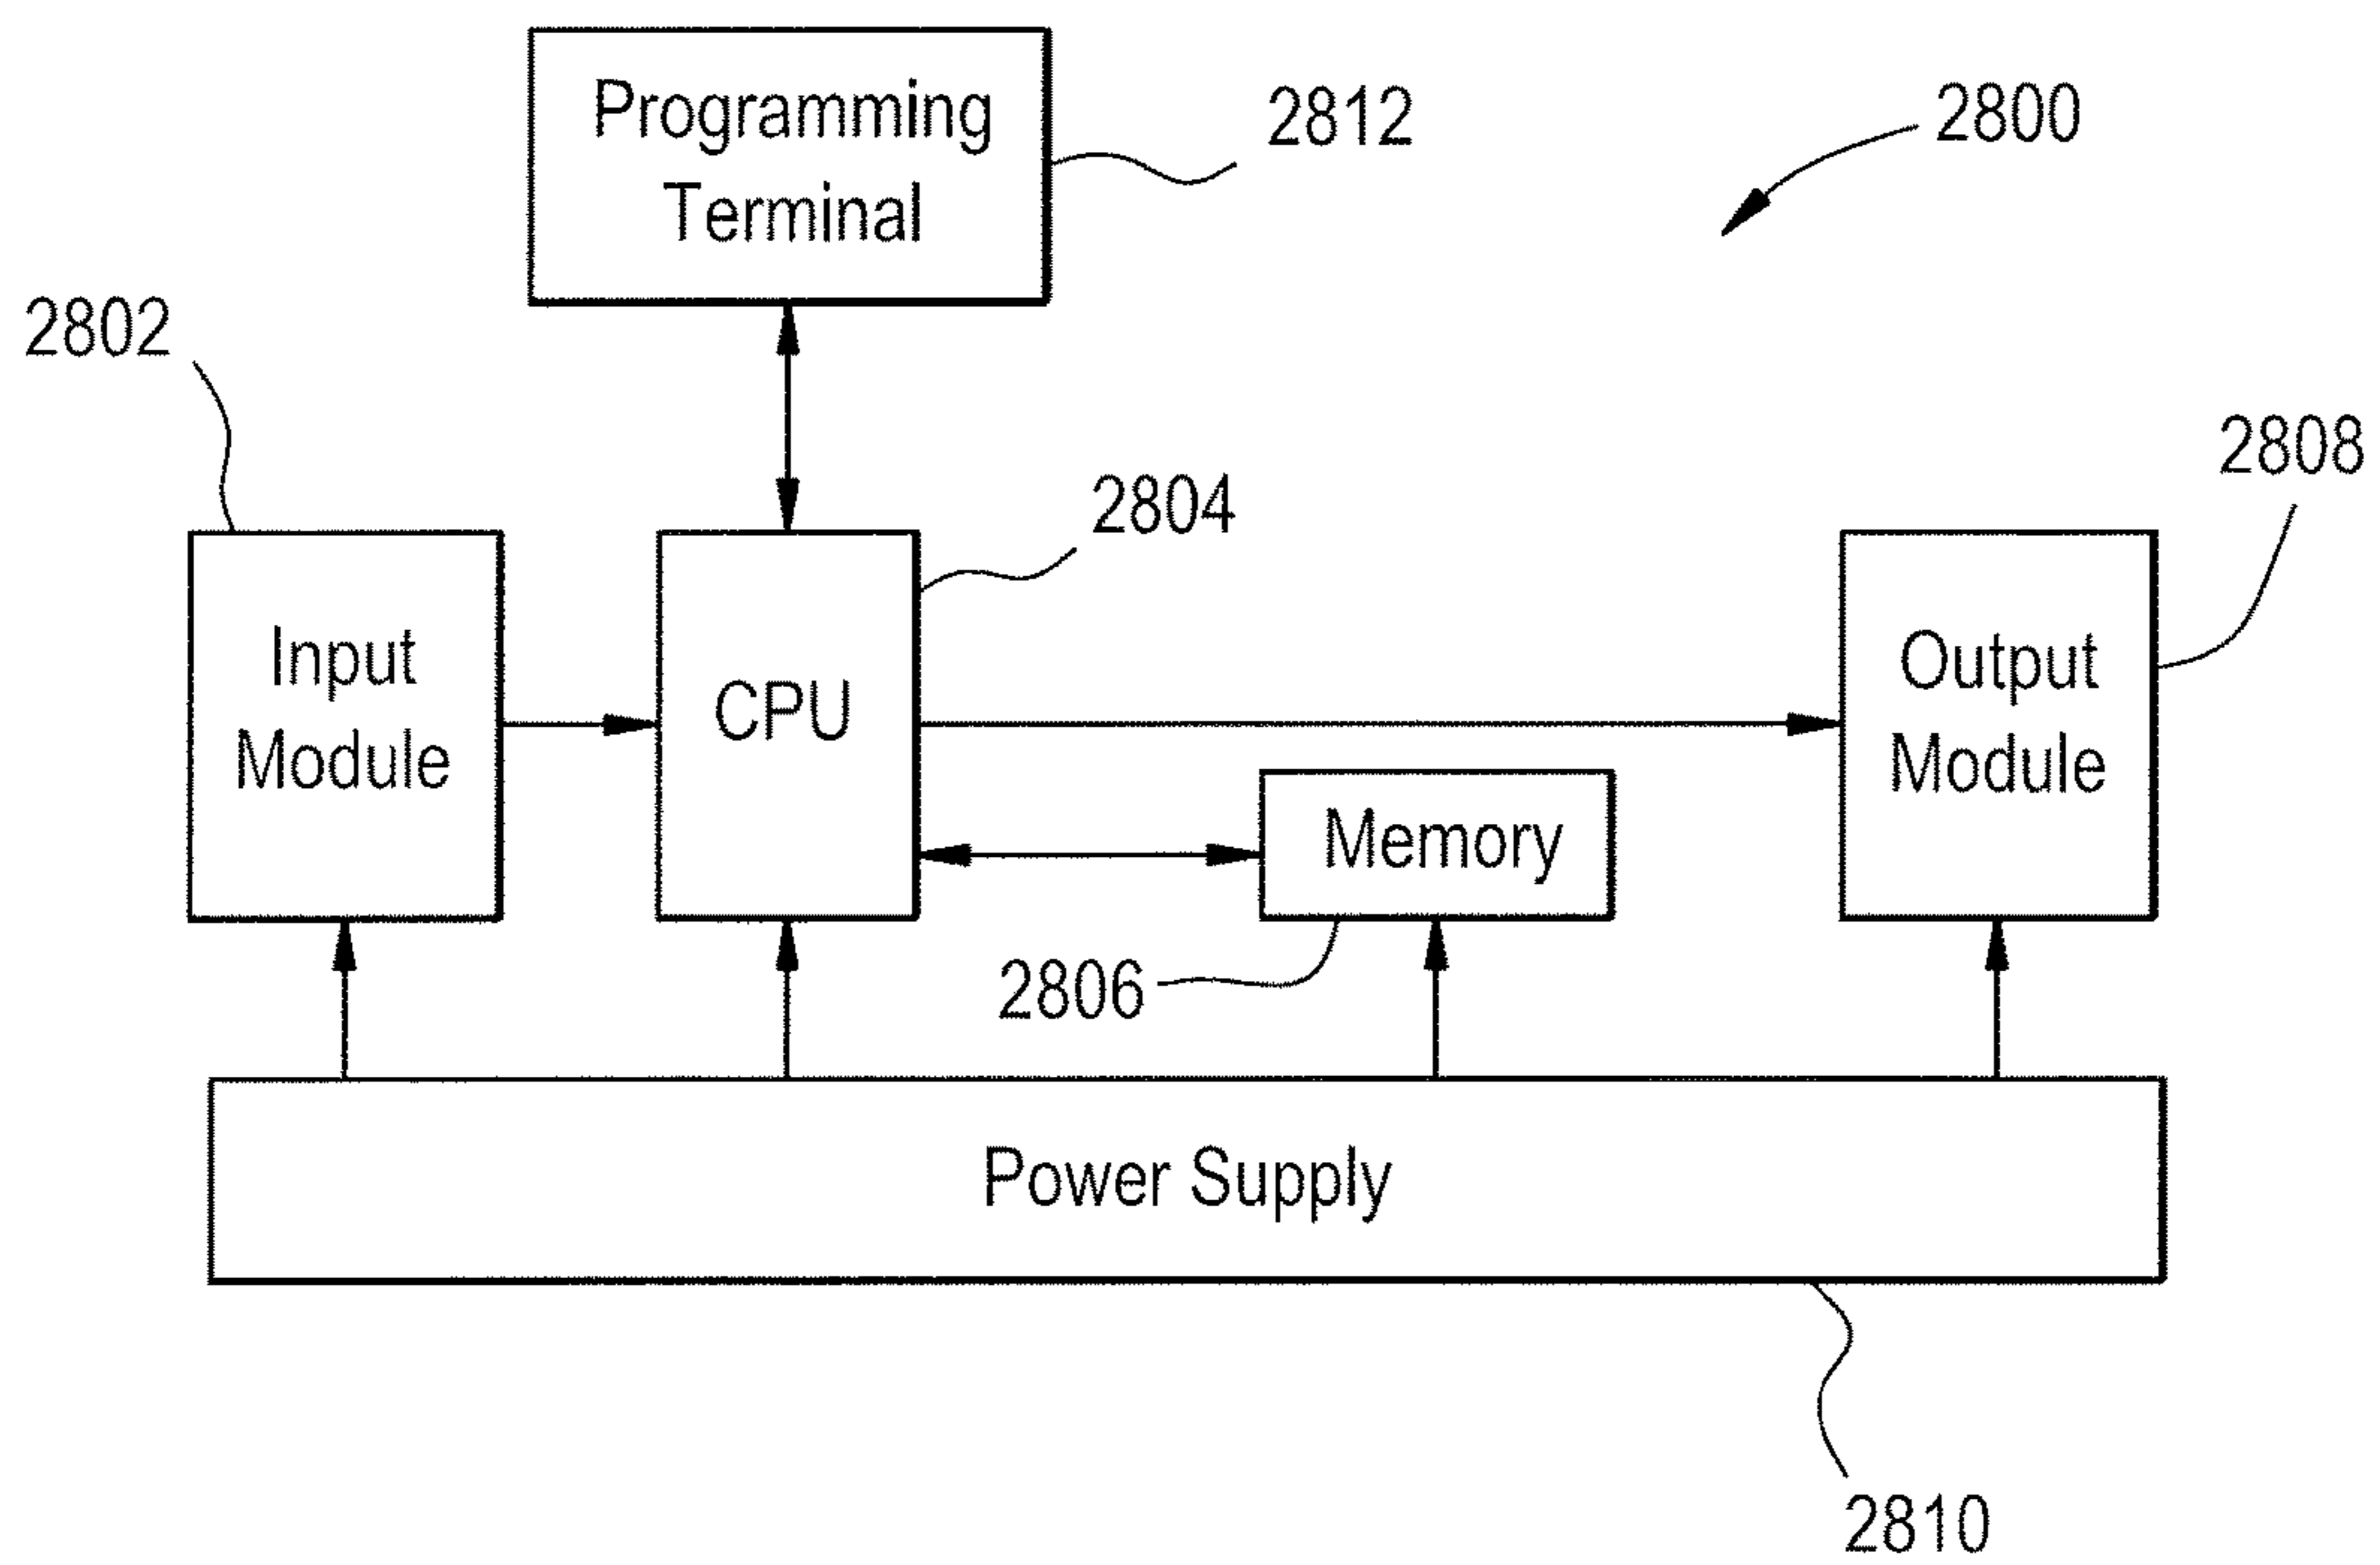 Programming
Terminal
2812
2800
2802
2808
2804
Input
Module
CPU
Output
Module
Memory
2806
Power Supply
2810